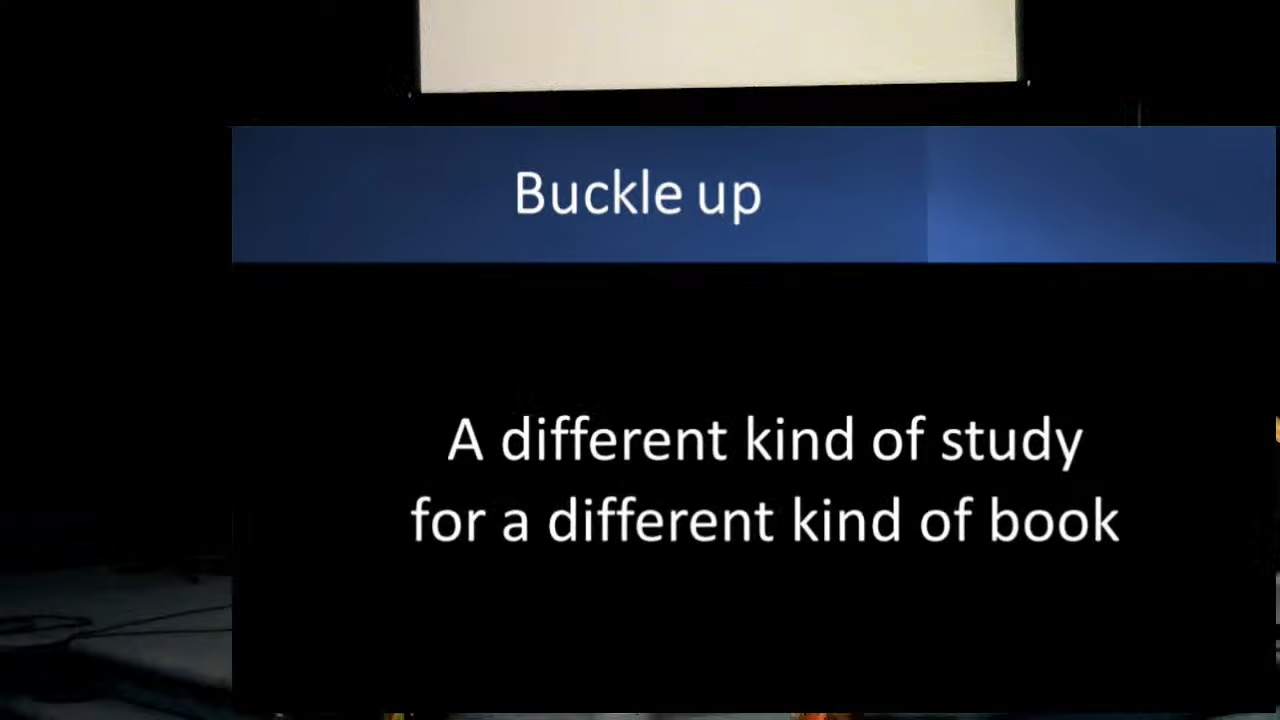 Buckle up
A different kind of study
for a different kind of book